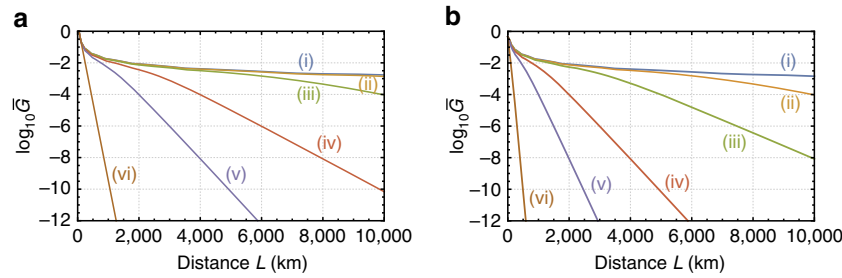 a
0
−2
−4
−6
−8
−10
−12
log₁₀G̅
(i)
(ii)
(iii)
(iv)
(v)
(vi)
0 2,000 4,000 6,000 8,000 10,000
Distance L (km)
b
0
−2
−4
−6
−8
−10
−12
log₁₀G̅
(i)
(ii)
(iii)
(iv)
(v)
(vi)
0 2,000 4,000 6,000 8,000 10,000
Distance L (km)